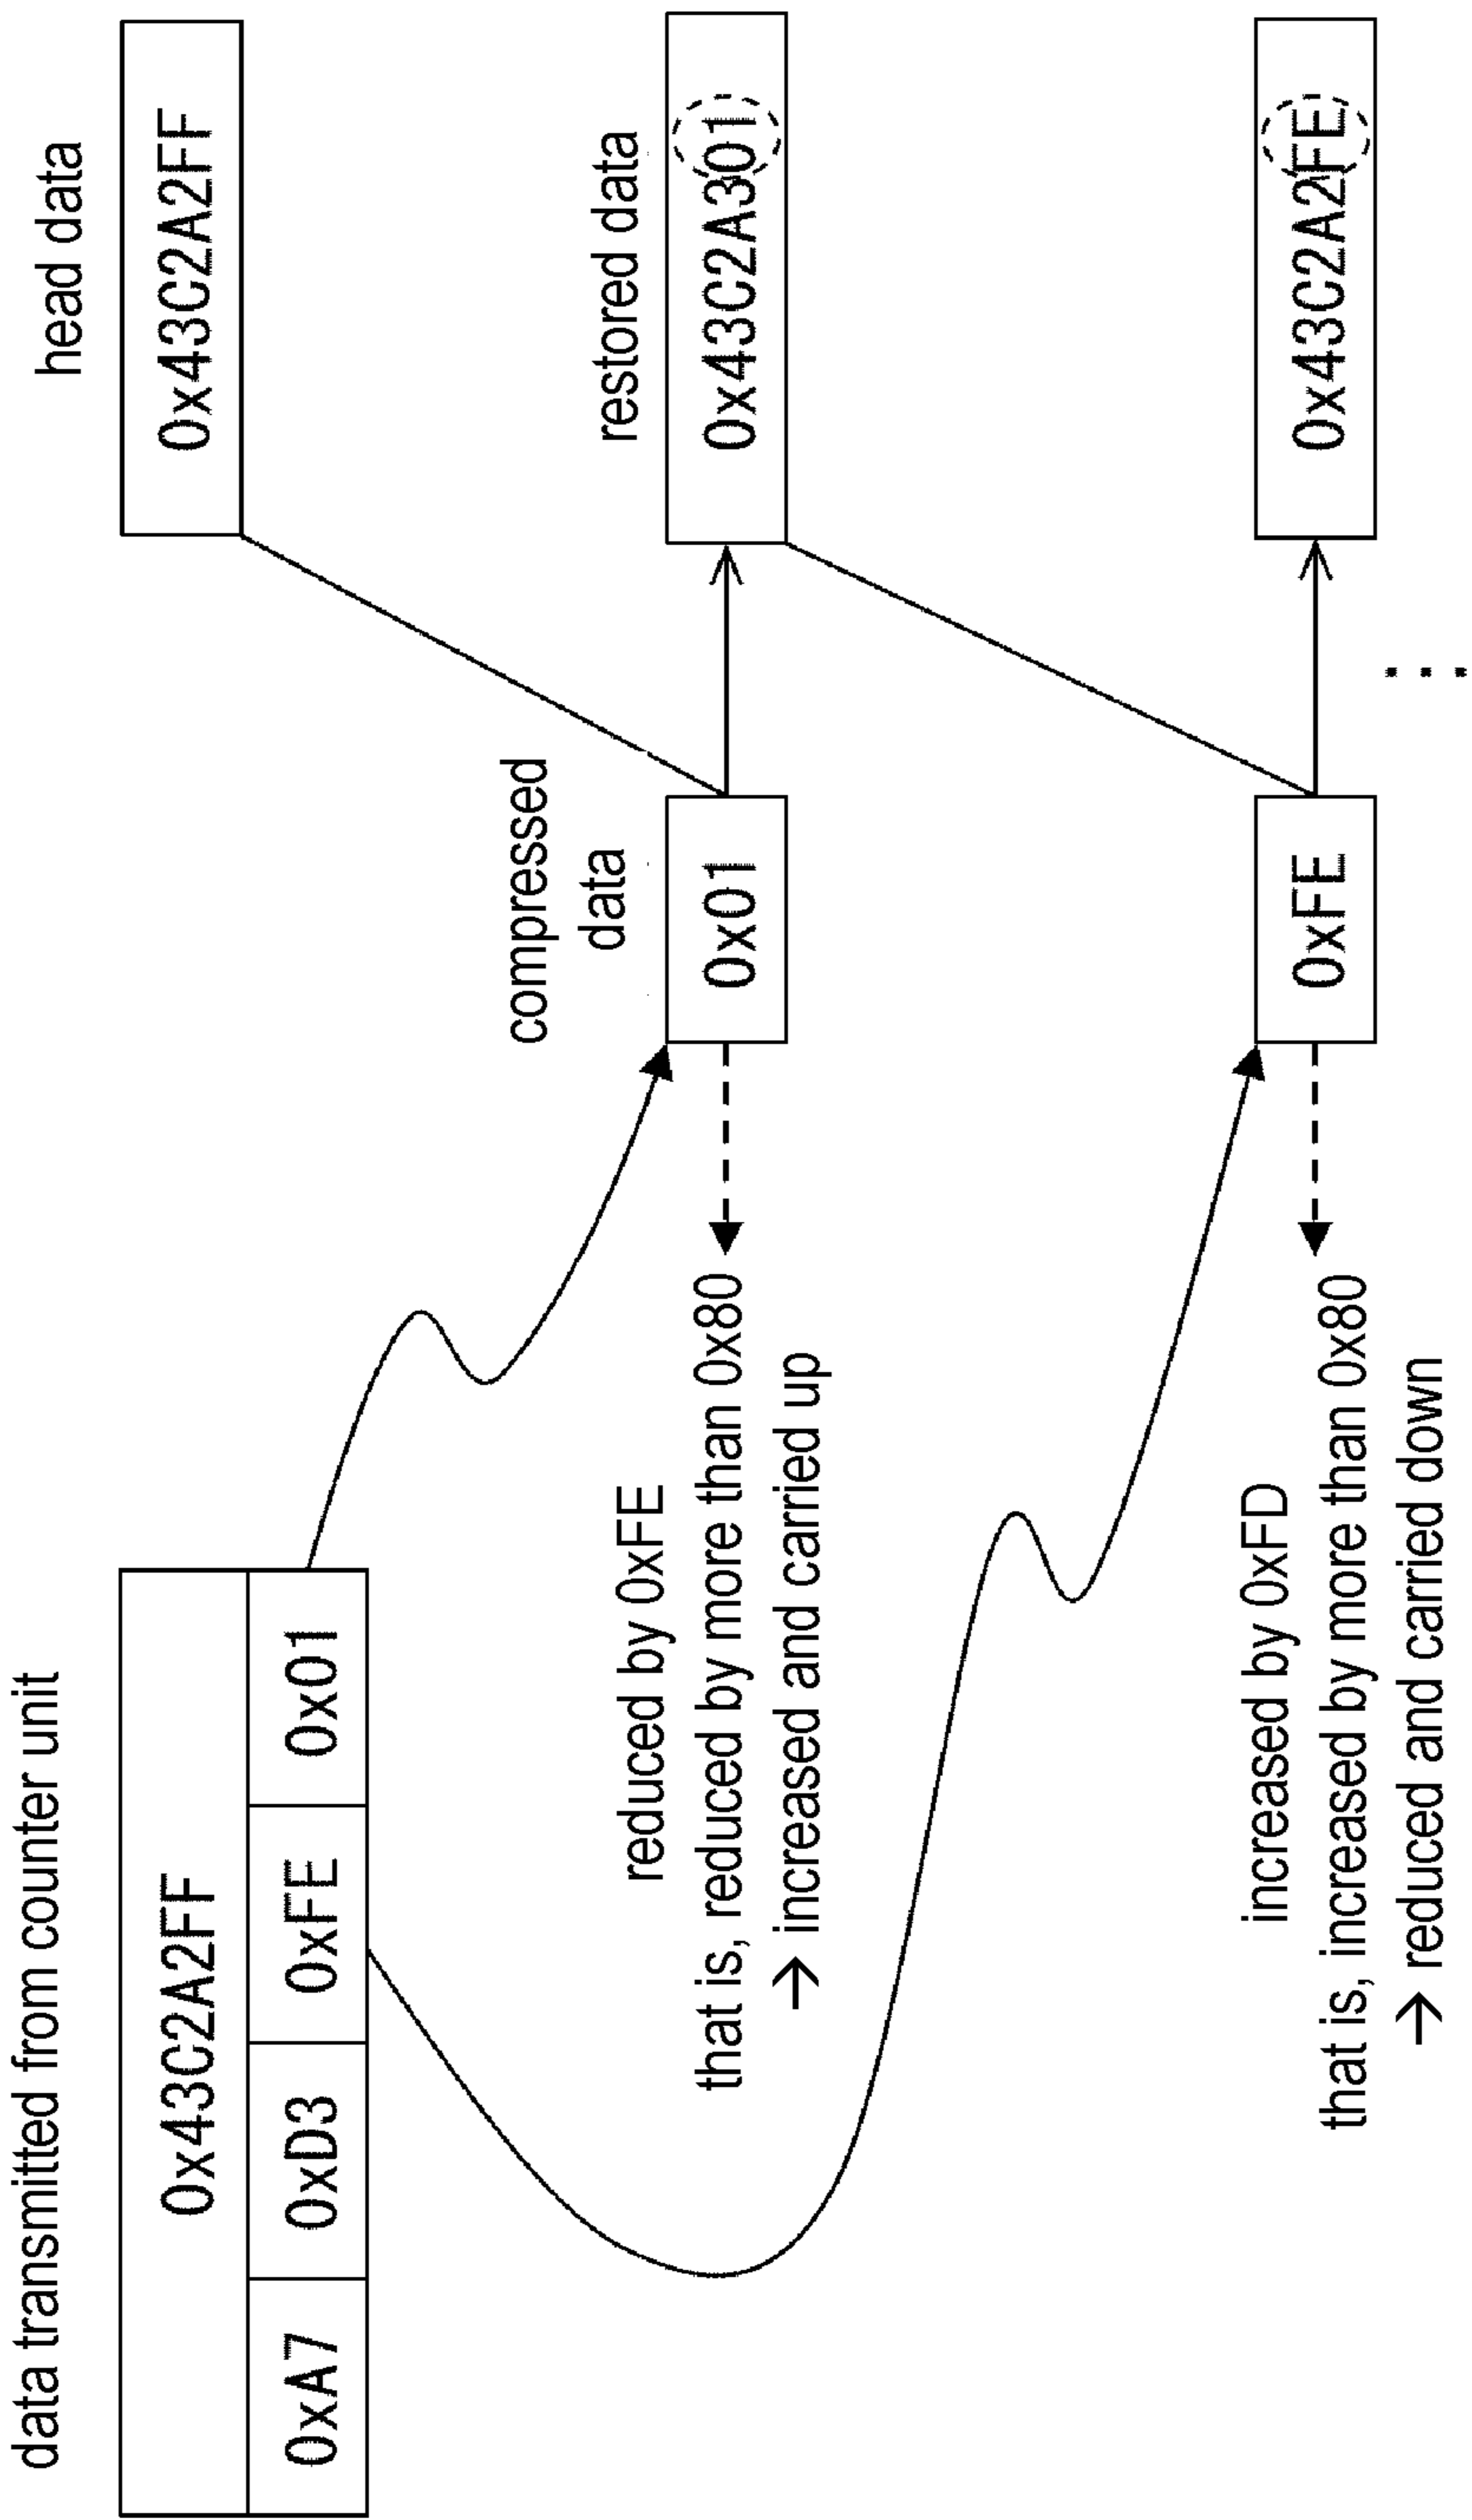 data transmitted from counter unit
head data
0x43C2A2FF
0x43C2A2FF
0xA7 0xD3 0xFE 0x01
compressed
data
restored data
reduced by 0xFE
that is, reduced by more than 0x80
→ increased and carried up
0x01
0x43C2A301
increased by 0xFD
that is, increased by more than 0x80
→ reduced and carried down
0xFE
0x43C2A2FE
...